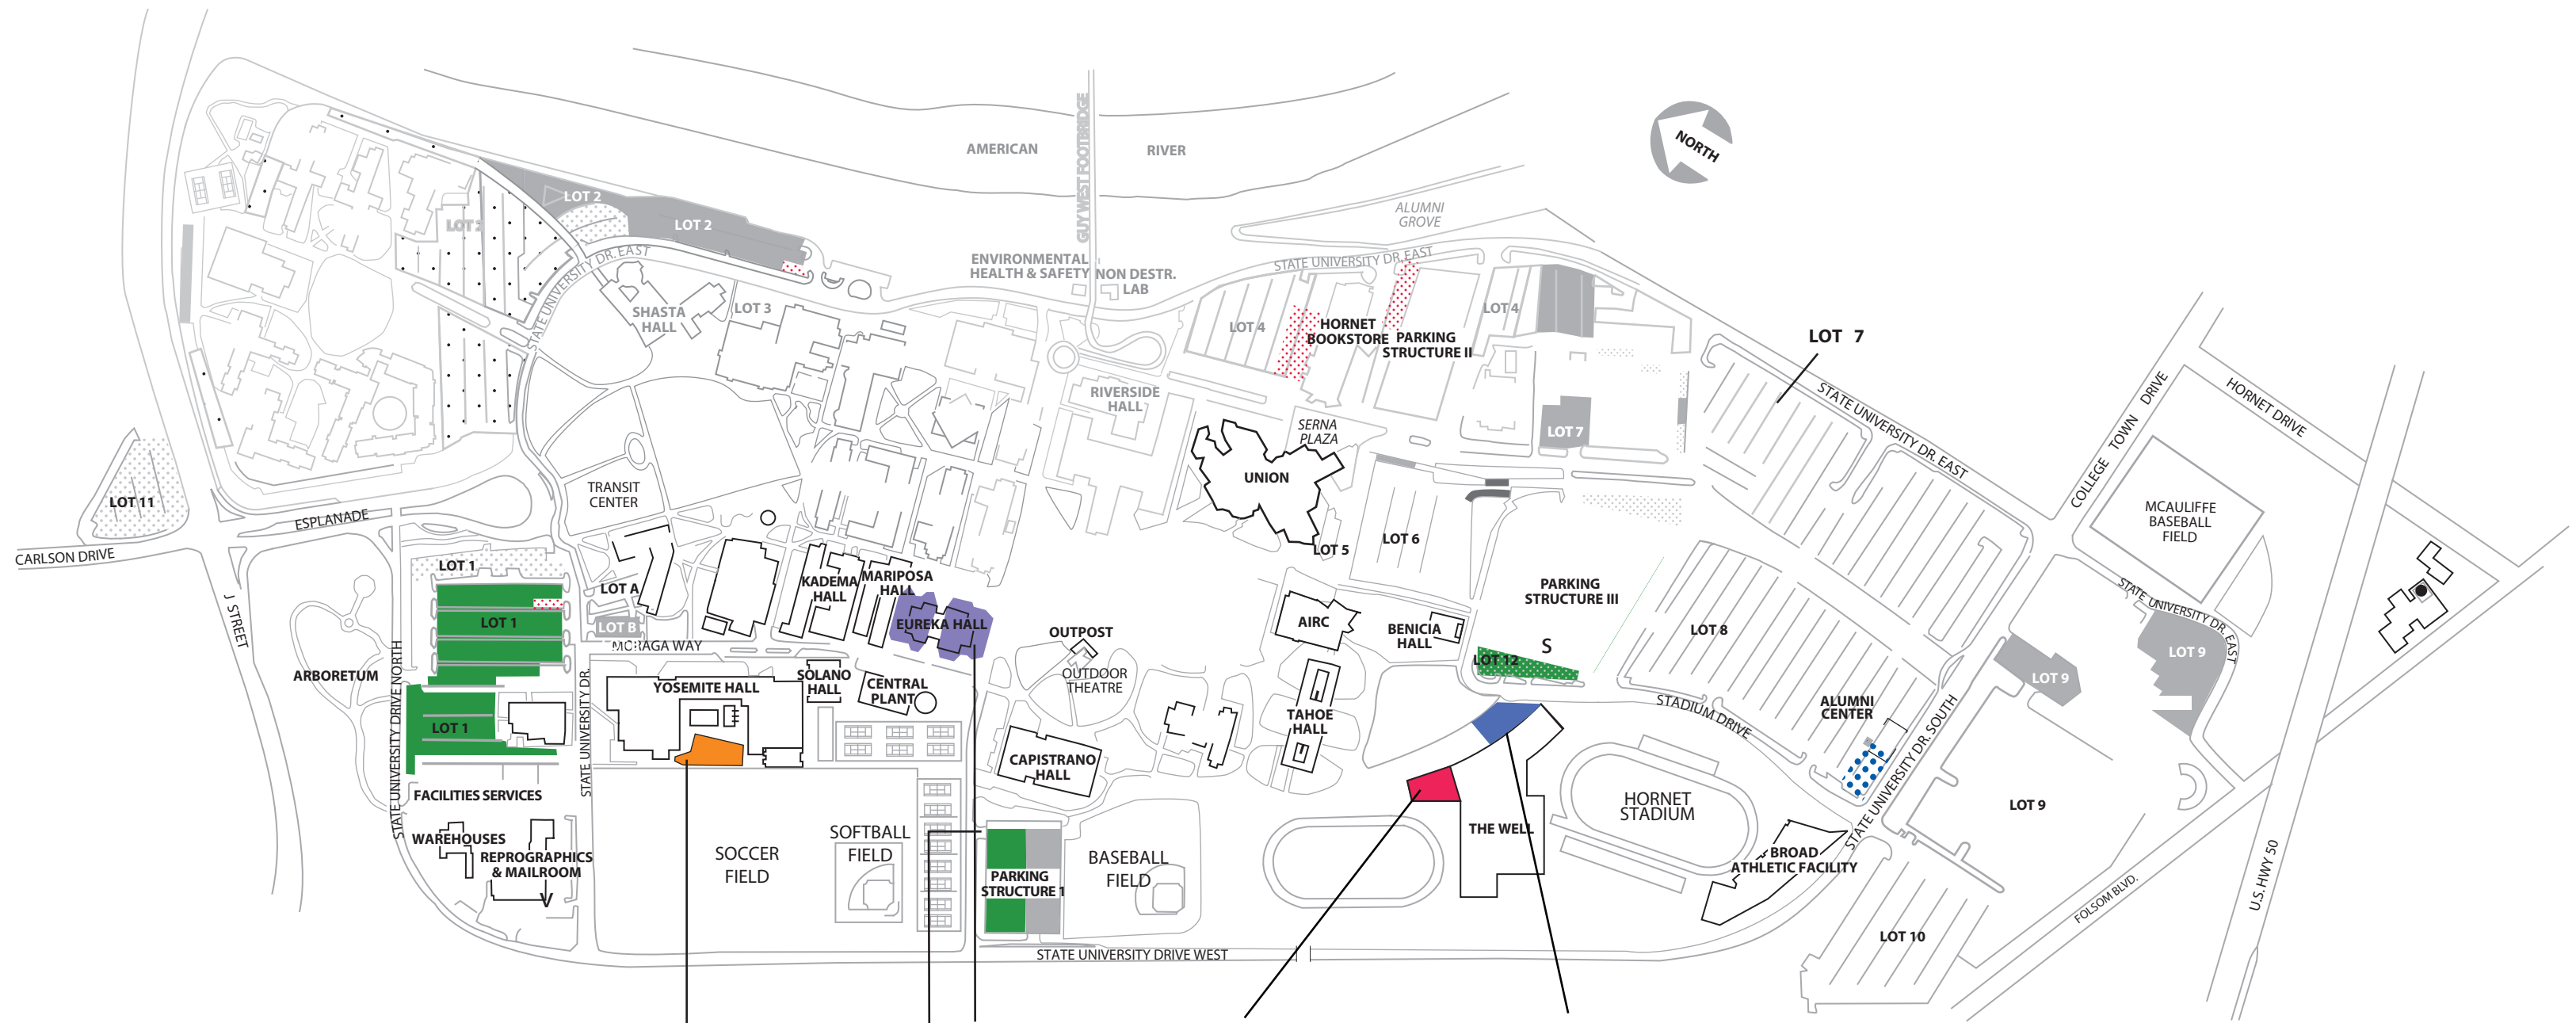 AMERICAN
RIVER
GUY WEST FOOTBRIDGE
NORTH
LOT 2
LOT 2
LOT 2
ALUMNI
GROVE
STATE UNIVERSITY DR. EAST
STATE UNIVERSITY DR. EAST
ENVIRONMENTAL
HEALTH & SAFETY
NON DESTR.
LAB
SHASTA
HALL
LOT 3
LOT 4
HORNET
BOOKSTORE
PARKING
STRUCTURE II
LOT 4
LOT 7
STATE UNIVERSITY DR. EAST
COLLEGE TOWN DRIVE
HORNET DRIVE
RIVERSIDE
HALL
SERNA
PLAZA
LOT 7
UNION
LOT 11
ESPLANADE
CARLSON DRIVE
J STREET
TRANSIT
CENTER
MCAULIFFE
BASEBALL
FIELD
LOT 5
LOT 6
LOT 1
LOT A
KADEMA
HALL
MARIPOSA
HALL
EUREKA HALL
LOT 1
LOT B
MORAGA WAY
OUTPOST
OUTDOOR
THEATRE
AIRC
BENICIA
HALL
PARKING
STRUCTURE III
S
LOT 12
LOT 8
STATE UNIVERSITY DR. EAST
LOT 9
LOT 9
ARBORETUM
STATE UNIVERSITY DRIVE NORTH
STATE UNIVERSITY DR.
YOSEMITE HALL
SOLANO
HALL
CENTRAL
PLANT
TAHOE
HALL
STADIUM DRIVE
ALUMNI
CENTER
STATE UNIVERSITY DR. SOUTH
LOT 1
CAPISTRANO
HALL
FACILITIES SERVICES
WAREHOUSES
REPROGRAPHICS
& MAILROOM
V
SOCCER
FIELD
SOFTBALL
FIELD
PARKING
STRUCTURE 1
BASEBALL
FIELD
THE WELL
HORNET
STADIUM
BROAD
ATHLETIC FACILITY
LOT 9
LOT 10
FOLSOM BLVD.
U.S. HWY 50
STATE UNIVERSITY DRIVE WEST